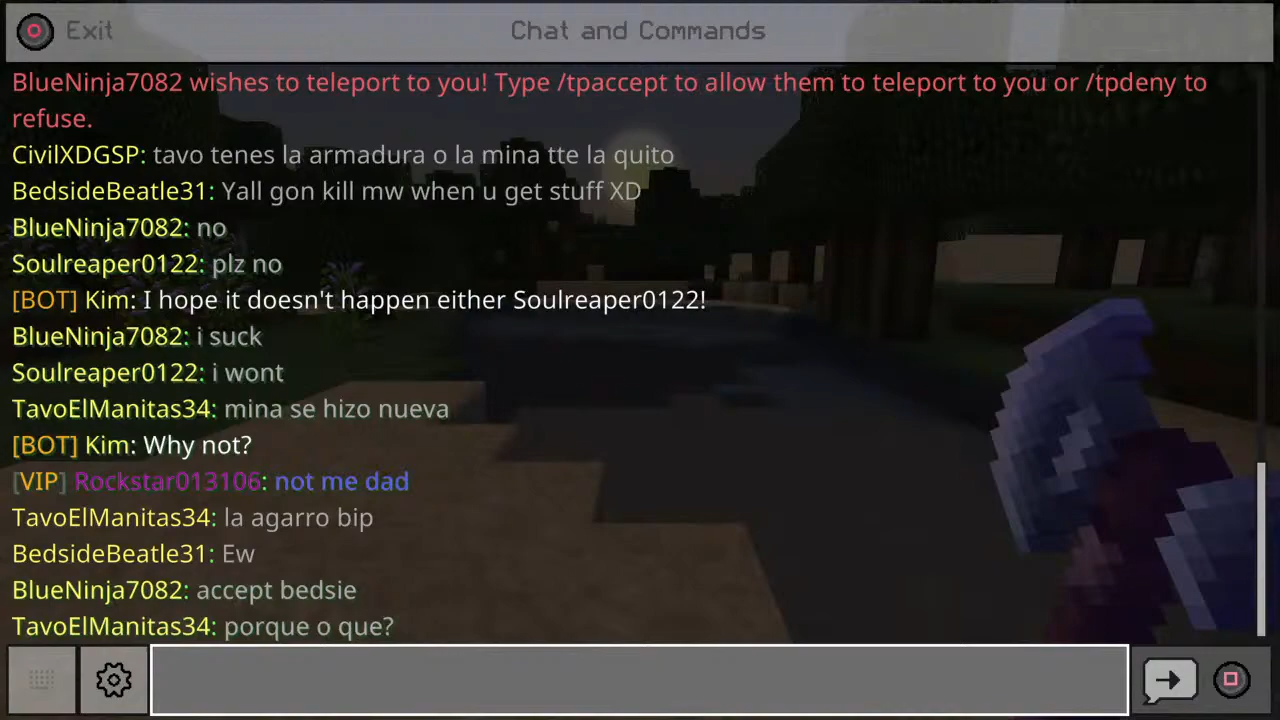 Exit
Chat and Commands
BlueNinja7082 wishes to teleport to you! Type /tpaccept to allow them to teleport to you or /tpdeny to
refuse.
CivilXDGSP: tavo tenes la armadura o la mina tte la quito
BedsideBeatle31: Yall gon kill mw when u get stuff XD
BlueNinja7082: no
Soulreaper0122: plz no
[BOT] Kim: I hope it doesn't happen either Soulreaper0122!
BlueNinja7082: i suck
Soulreaper0122: i wont
TavoElManitas34: mina se hizo nueva
[BOT] Kim: Why not?
[VIP] Rockstar013106: not me dad
TavoElManitas34: la agarro bip
BedsideBeatle31: Ew
BlueNinja7082: accept bedsie
TavoElManitas34: porque o que?